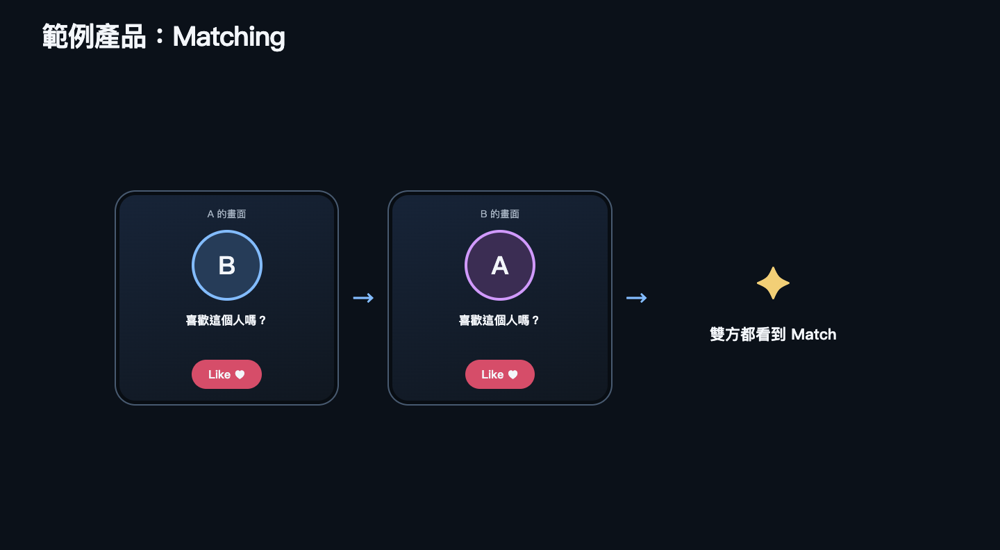 範例產品：Matching
A 的畫面
B
喜歡這個人嗎？
Like
→
B 的畫面
A
喜歡這個人嗎？
Like
→
雙方都看到 Match